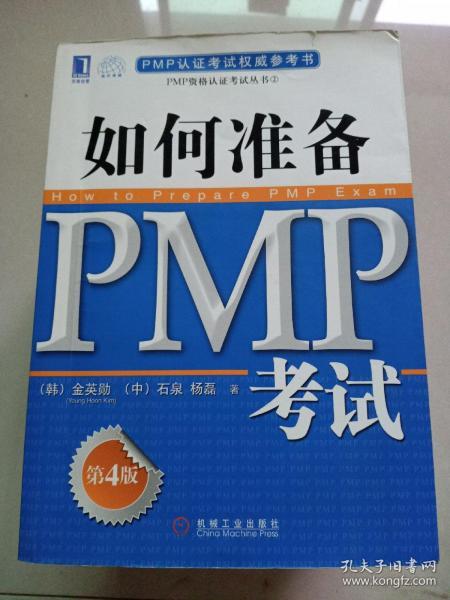 PMP认证考试权威参考书
PMP资格认证考试丛书②
如何准备
How to Prepare PMP Exam
PMP
考试
（韩）金英勋 （中）石泉 杨磊 著
(Young Hoon Kim)
第4版
机械工业出版社
China Machine Press
孔夫子旧书网
www.kongfz.com